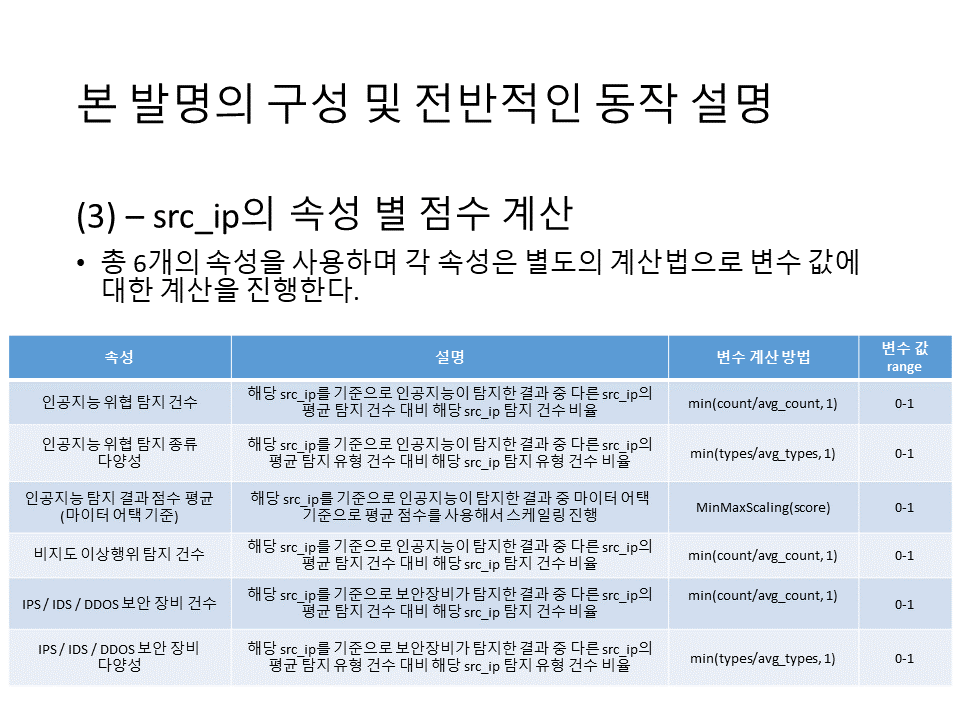 본 발명의 구성 및 전반적인 동작 설명
(3) – src_ip의 속성 별 점수 계산
• 총 6개의 속성을 사용하며 각 속성은 별도의 계산법으로 변수 값에
대한 계산을 진행한다.
속성 설명 변수 계산 방법 변수 값
range
인공지능 위협 탐지 건수
해당 src_ip를 기준으로 인공지능이 탐지한 결과 중 다른 src_ip의
평균 탐지 건수 대비 해당 src_ip 탐지 건수 비율
min(count/avg_count, 1)
0-1
인공지능 위협 탐지 종류
다양성
해당 src_ip를 기준으로 인공지능이 탐지한 결과 중 다른 src_ip의
평균 탐지 유형 건수 대비 해당 src_ip 탐지 유형 건수 비율
min(types/avg_types, 1)
0-1
인공지능 탐지 결과 점수 평균
(마이터 어택 기준)
해당 src_ip를 기준으로 인공지능이 탐지한 결과 중 마이터 어택
기준으로 평균 점수를 사용해서 스케일링 진행
MinMaxScaling(score)
0-1
비지도 이상행위 탐지 건수
해당 src_ip를 기준으로 인공지능이 탐지한 결과 중 다른 src_ip의
평균 탐지 건수 대비 해당 src_ip 탐지 건수 비율
min(count/avg_count, 1)
0-1
IPS / IDS / DDOS 보안 장비 건수
해당 src_ip를 기준으로 보안장비가 탐지한 결과 중 다른 src_ip의
평균 탐지 건수 대비 해당 src_ip 탐지 건수 비율
min(count/avg_count, 1)
0-1
IPS / IDS / DDOS 보안 장비
다양성
해당 src_ip를 기준으로 보안장비가 탐지한 결과 중 다른 src_ip의
평균 탐지 유형 건수 대비 해당 src_ip 탐지 유형 건수 비율
min(types/avg_types, 1)
0-1